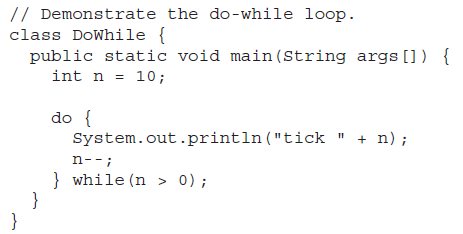 // Demonstrate the do-while loop.
class DoWhile {
  public static void main(String args[]) {
    int n = 10;

    do {
      System.out.println("tick " + n);
      n--;
    } while(n > 0);
  }
}